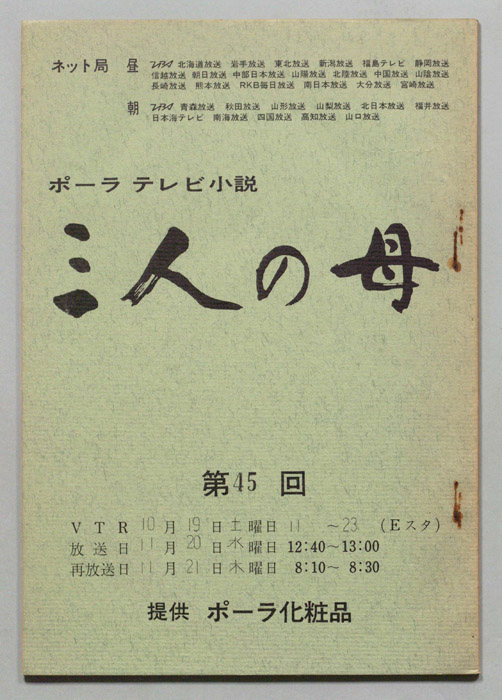 ネット局 昼 TBS 北海道放送 岩手放送 東北放送 新潟放送 福島テレビ 静岡放送
信越放送 朝日放送 中部日本放送 山陽放送 北陸放送 中国放送 山陰放送
長崎放送 熊本放送 RKB毎日放送 南日本放送 大分放送 宮崎放送
朝 TBS 青森放送 秋田放送 山形放送 山梨放送 北日本放送 福井放送
日本海テレビ 南海放送 四国放送 高知放送 山口放送
ポーラ テレビ小説
三人の母
第45回
VTR 10月19日土曜日 11 ~23 (Eスタ)
放送日 11月20日水曜日 12:40~13:00
再放送日 11月21日木曜日 8:10~ 8:30
提供 ポーラ化粧品